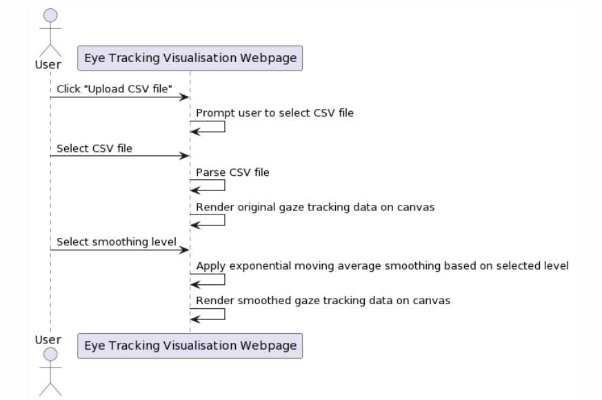 User
Eye Tracking Visualisation Webpage
Click "Upload CSV file"
Prompt user to select CSV file
Select CSV file
Parse CSV file
Render original gaze tracking data on canvas
Select smoothing level
Apply exponential moving average smoothing based on selected level
Render smoothed gaze tracking data on canvas
User
Eye Tracking Visualisation Webpage